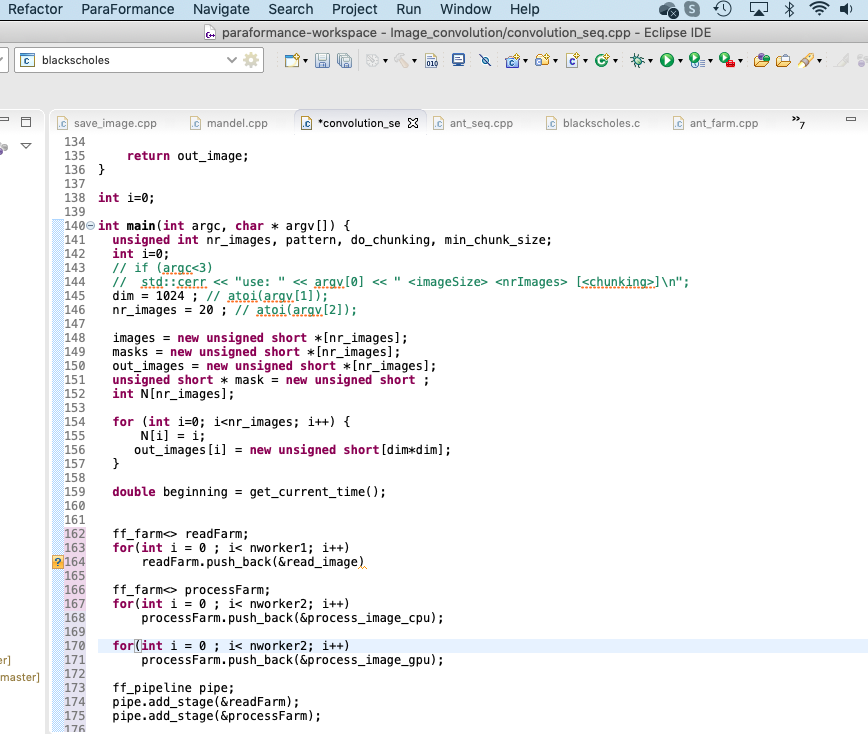 Refactor ParaFormance Navigate Search Project Run Window Help
paraformance-workspace - Image_convolution/convolution_seq.cpp - Eclipse IDE
blackscholes
save_image.cpp mandel.cpp *convolution_se ant_seq.cpp blackscholes.c ant_farm.cpp »7
134
135 return out_image;
136 }
137
138 int i=0;
139
140 int main(int argc, char * argv[]) {
141 unsigned int nr_images, pattern, do_chunking, min_chunk_size;
142 int i=0;
143 // if (argc<3)
144 // std::cerr << "use: " << argv[0] << " <imageSize> <nrImages> [<chunking>]\n";
145 dim = 1024 ; // atoi(argv[1]);
146 nr_images = 20 ; // atoi(argv[2]);
147
148 images = new unsigned short *[nr_images];
149 masks = new unsigned short *[nr_images];
150 out_images = new unsigned short *[nr_images];
151 unsigned short * mask = new unsigned short ;
152 int N[nr_images];
153
154 for (int i=0; i<nr_images; i++) {
155 N[i] = i;
156 out_images[i] = new unsigned short[dim*dim];
157 }
158
159 double beginning = get_current_time();
160
161
162 ff_farm<> readFarm;
163 for(int i = 0 ; i< nworker1; i++)
164 readFarm.push_back(&read_image)
165
166 ff_farm<> processFarm;
167 for(int i = 0 ; i< nworker2; i++)
168 processFarm.push_back(&process_image_cpu);
169
170 for(int i = 0 ; i< nworker2; i++)
171 processFarm.push_back(&process_image_gpu);
172
173 ff_pipeline pipe;
174 pipe.add_stage(&readFarm);
175 pipe.add_stage(&processFarm);
176
er]
master]